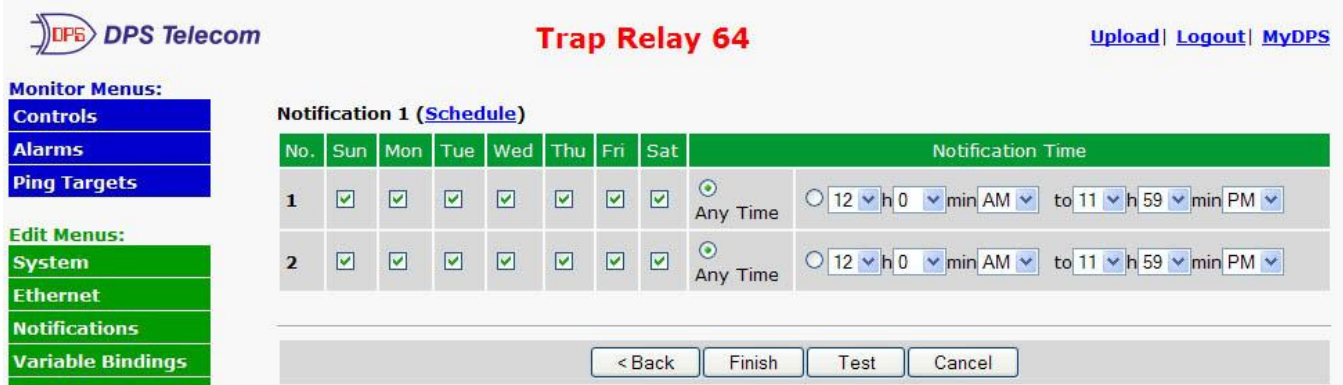 DPS DPS Telecom
Trap Relay 64
Upload| Logout| MyDPS
Monitor Menus:
Controls
Alarms
Ping Targets
Edit Menus:
System
Ethernet
Notifications
Variable Bindings
Notification 1 (Schedule)
No. Sun Mon Tue Wed Thu Fri Sat Notification Time
1 Any Time 12 h 0 min AM to 11 h 59 min PM
2 Any Time 12 h 0 min AM to 11 h 59 min PM
< Back Finish Test Cancel